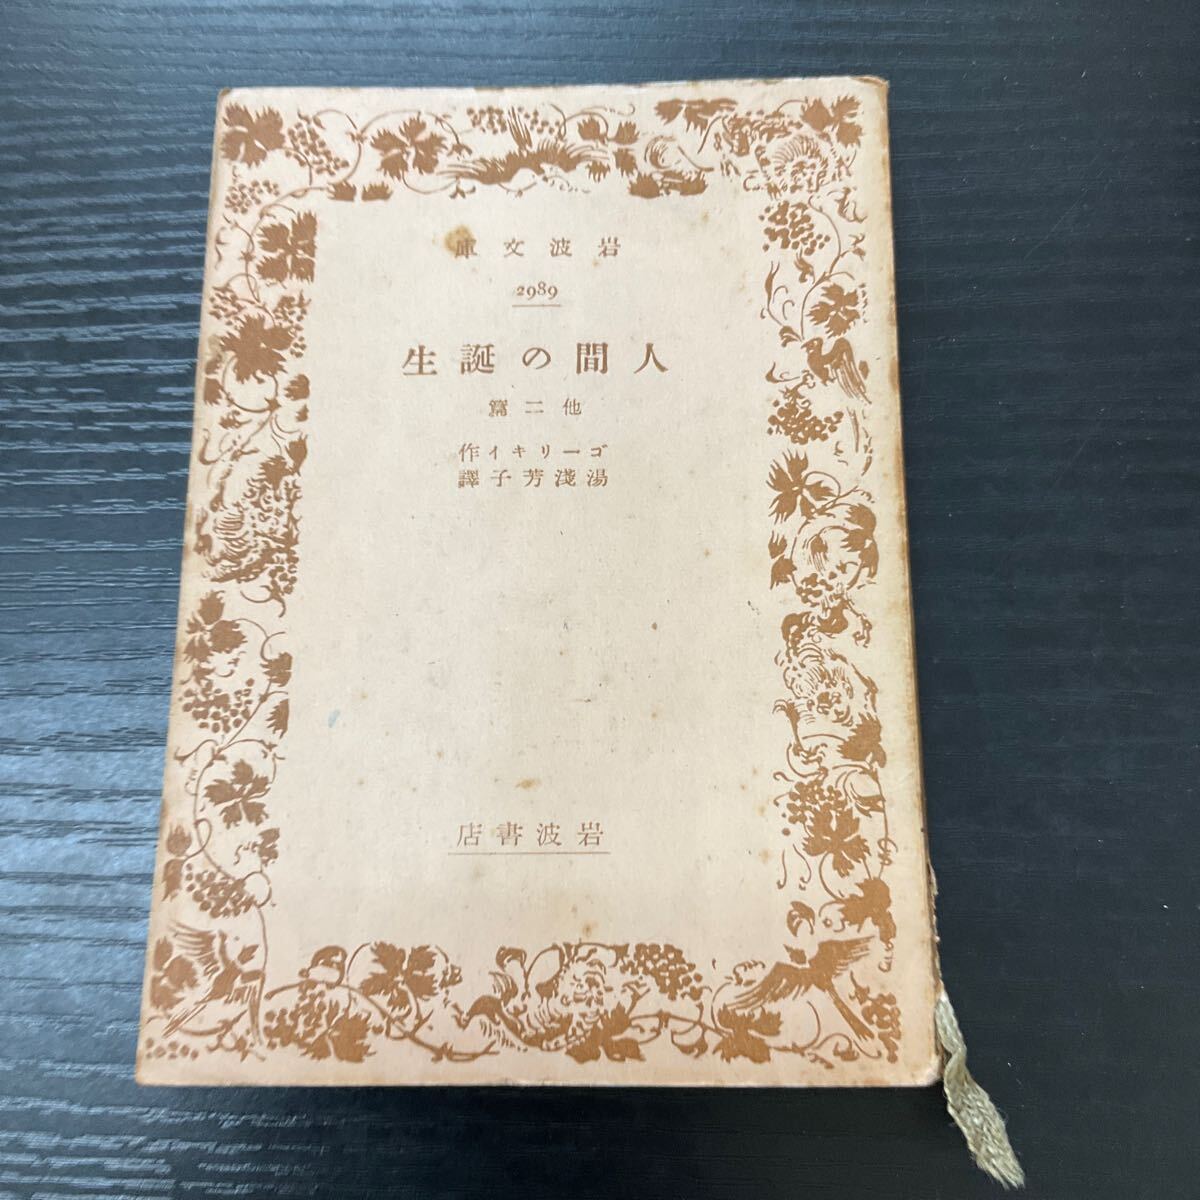 岩波文庫
2989
人間の誕生
他二篇
ゴーリキイ作
湯淺芳子譯
岩波書店